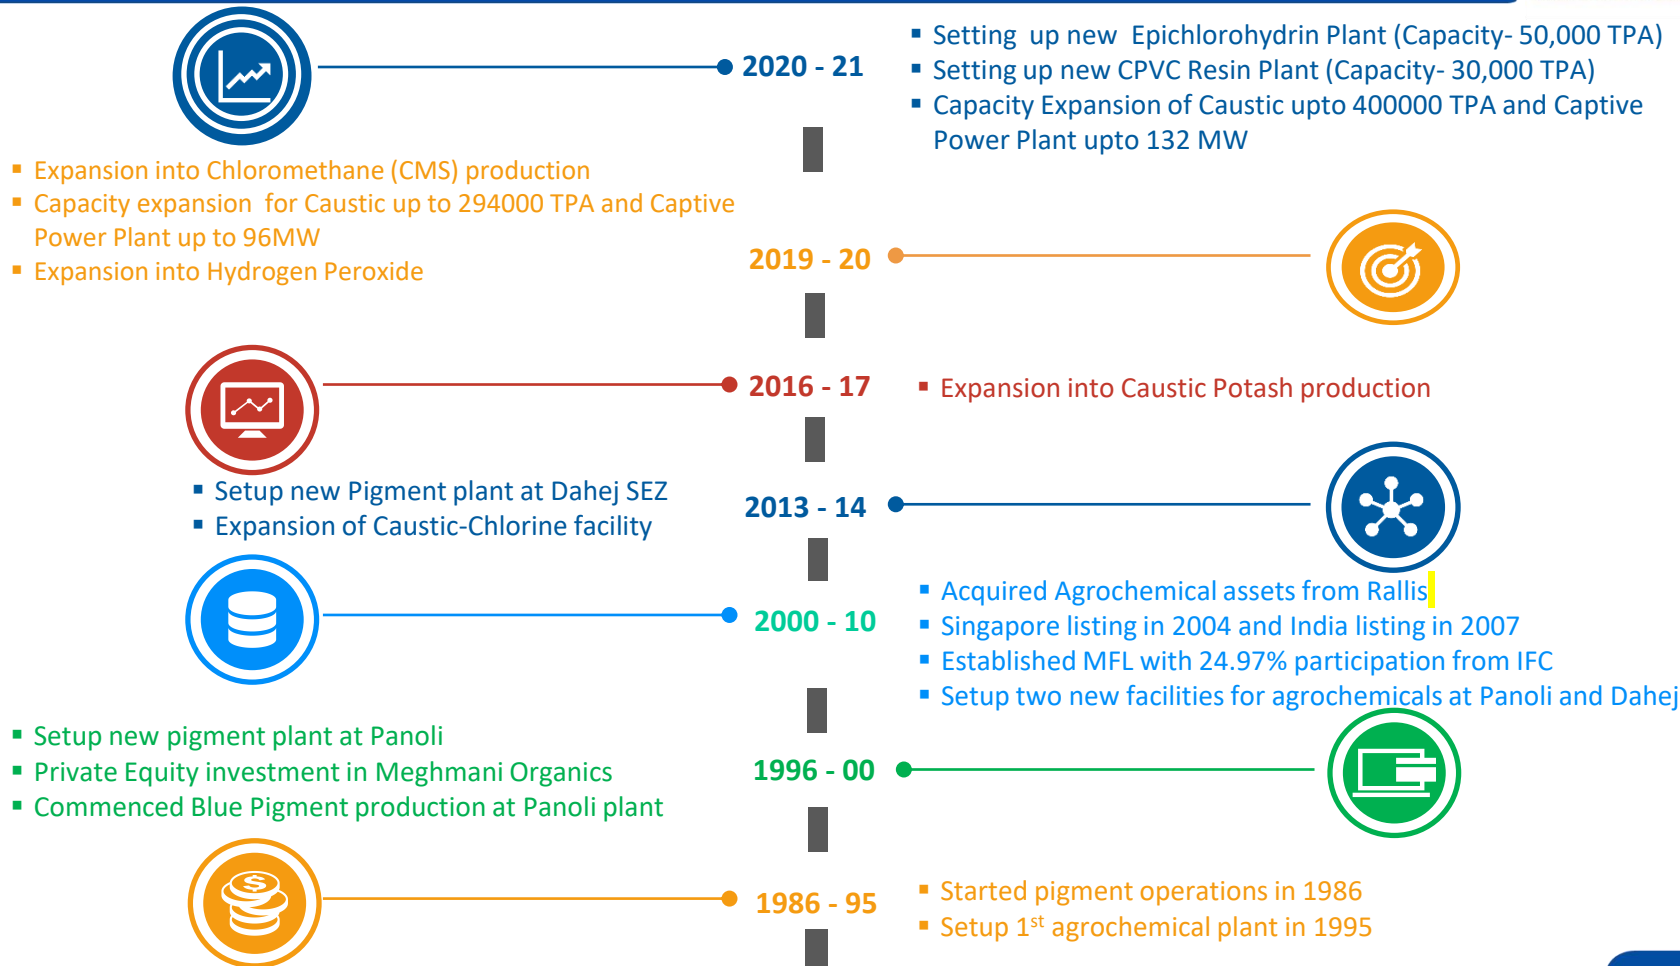 2020 - 21
▪ Setting up new Epichlorohydrin Plant (Capacity- 50,000 TPA)
▪ Setting up new CPVC Resin Plant (Capacity- 30,000 TPA)
▪ Capacity Expansion of Caustic upto 400000 TPA and Captive
Power Plant upto 132 MW
▪ Expansion into Chloromethane (CMS) production
▪ Capacity expansion for Caustic up to 294000 TPA and Captive
Power Plant up to 96MW
▪ Expansion into Hydrogen Peroxide
2019 - 20
2016 - 17
▪ Expansion into Caustic Potash production
▪ Setup new Pigment plant at Dahej SEZ
▪ Expansion of Caustic-Chlorine facility
2013 - 14
2000 - 10
▪ Acquired Agrochemical assets from Rallis
▪ Singapore listing in 2004 and India listing in 2007
▪ Established MFL with 24.97% participation from IFC
▪ Setup two new facilities for agrochemicals at Panoli and Dahej
▪ Setup new pigment plant at Panoli
▪ Private Equity investment in Meghmani Organics
▪ Commenced Blue Pigment production at Panoli plant
1996 - 00
$
1986 - 95
▪ Started pigment operations in 1986
▪ Setup 1st agrochemical plant in 1995